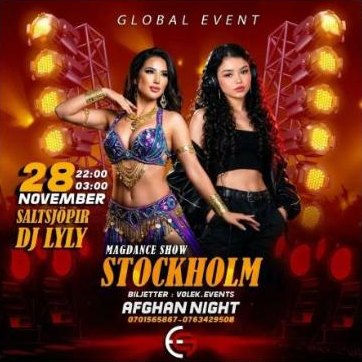 GLOBAL EVENT
28 22:00
03:00
NOVEMBER
SALTSJÖPIR
DJ LYLY
MAGDANCE SHOW
STOCKHOLM
BILJETTER : VOLEK.EVENTS
AFGHAN NIGHT
0701565867-0763429508